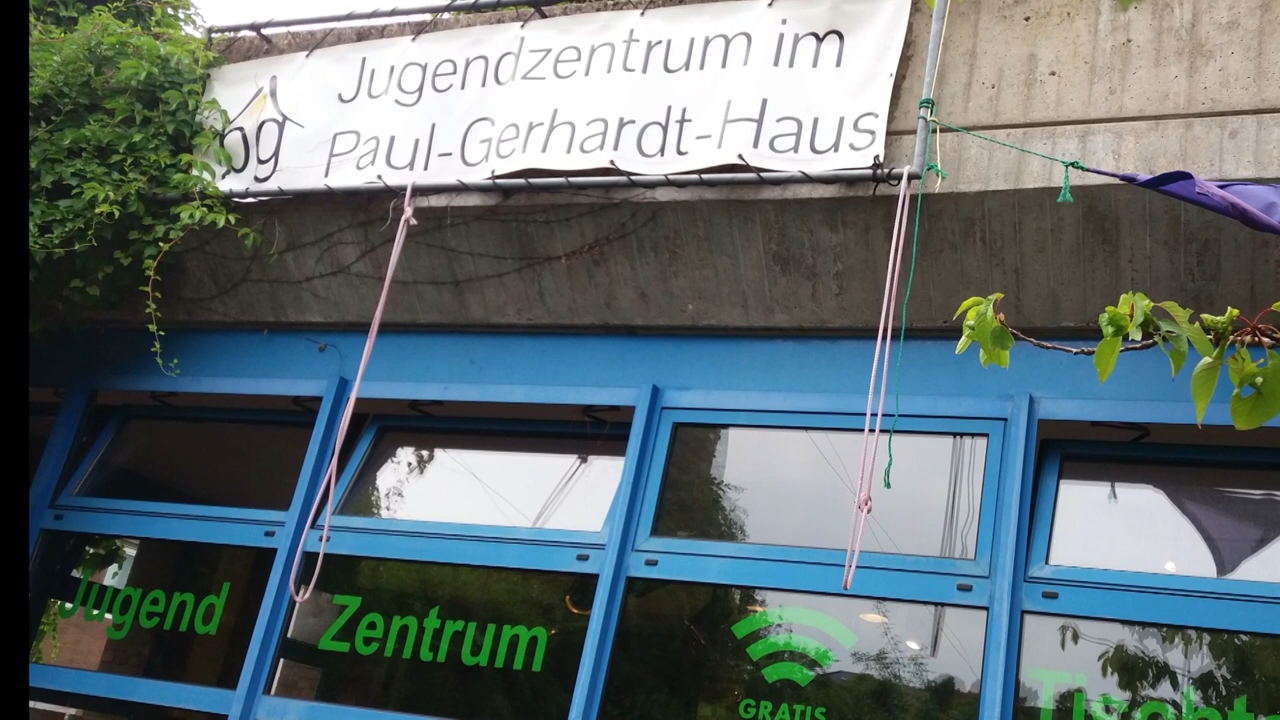 Jugendzentrum im
pg
Paul-Gerhardt-Haus
Jugend
Zentrum
GRATIS